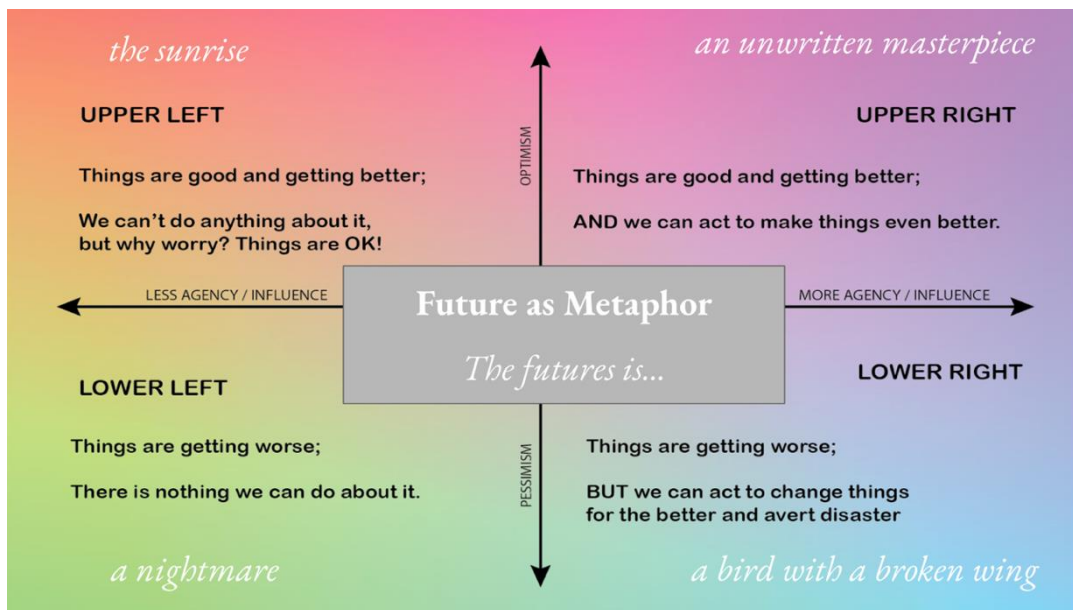 the sunrise
an unwritten masterpiece
UPPER LEFT
UPPER RIGHT
Things are good and getting better;
We can't do anything about it,
but why worry? Things are OK!
OPTIMISM
Things are good and getting better;
AND we can act to make things even better.
LESS AGENCY / INFLUENCE
Future as Metaphor
The futures is...
MORE AGENCY / INFLUENCE
LOWER LEFT
LOWER RIGHT
Things are getting worse;
There is nothing we can do about it.
PESSIMISM
Things are getting worse;
BUT we can act to change things
for the better and avert disaster
a nightmare
a bird with a broken wing